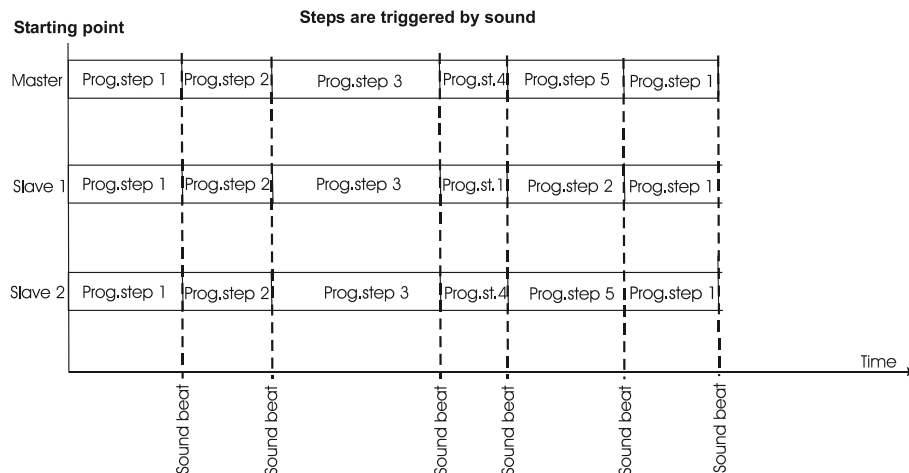 Steps are triggered by sound
Starting point
Master Prog.step 1 Prog.step 2 Prog.step 3 Prog.st.4 Prog.step 5 Prog.step 1
Slave 1 Prog.step 1 Prog.step 2 Prog.step 3 Prog.st.1 Prog.step 2 Prog.step 1
Slave 2 Prog.step 1 Prog.step 2 Prog.step 3 Prog.st.4 Prog.step 5 Prog.step 1
Time
Sound beat Sound beat Sound beat Sound beat Sound beat Sound beat